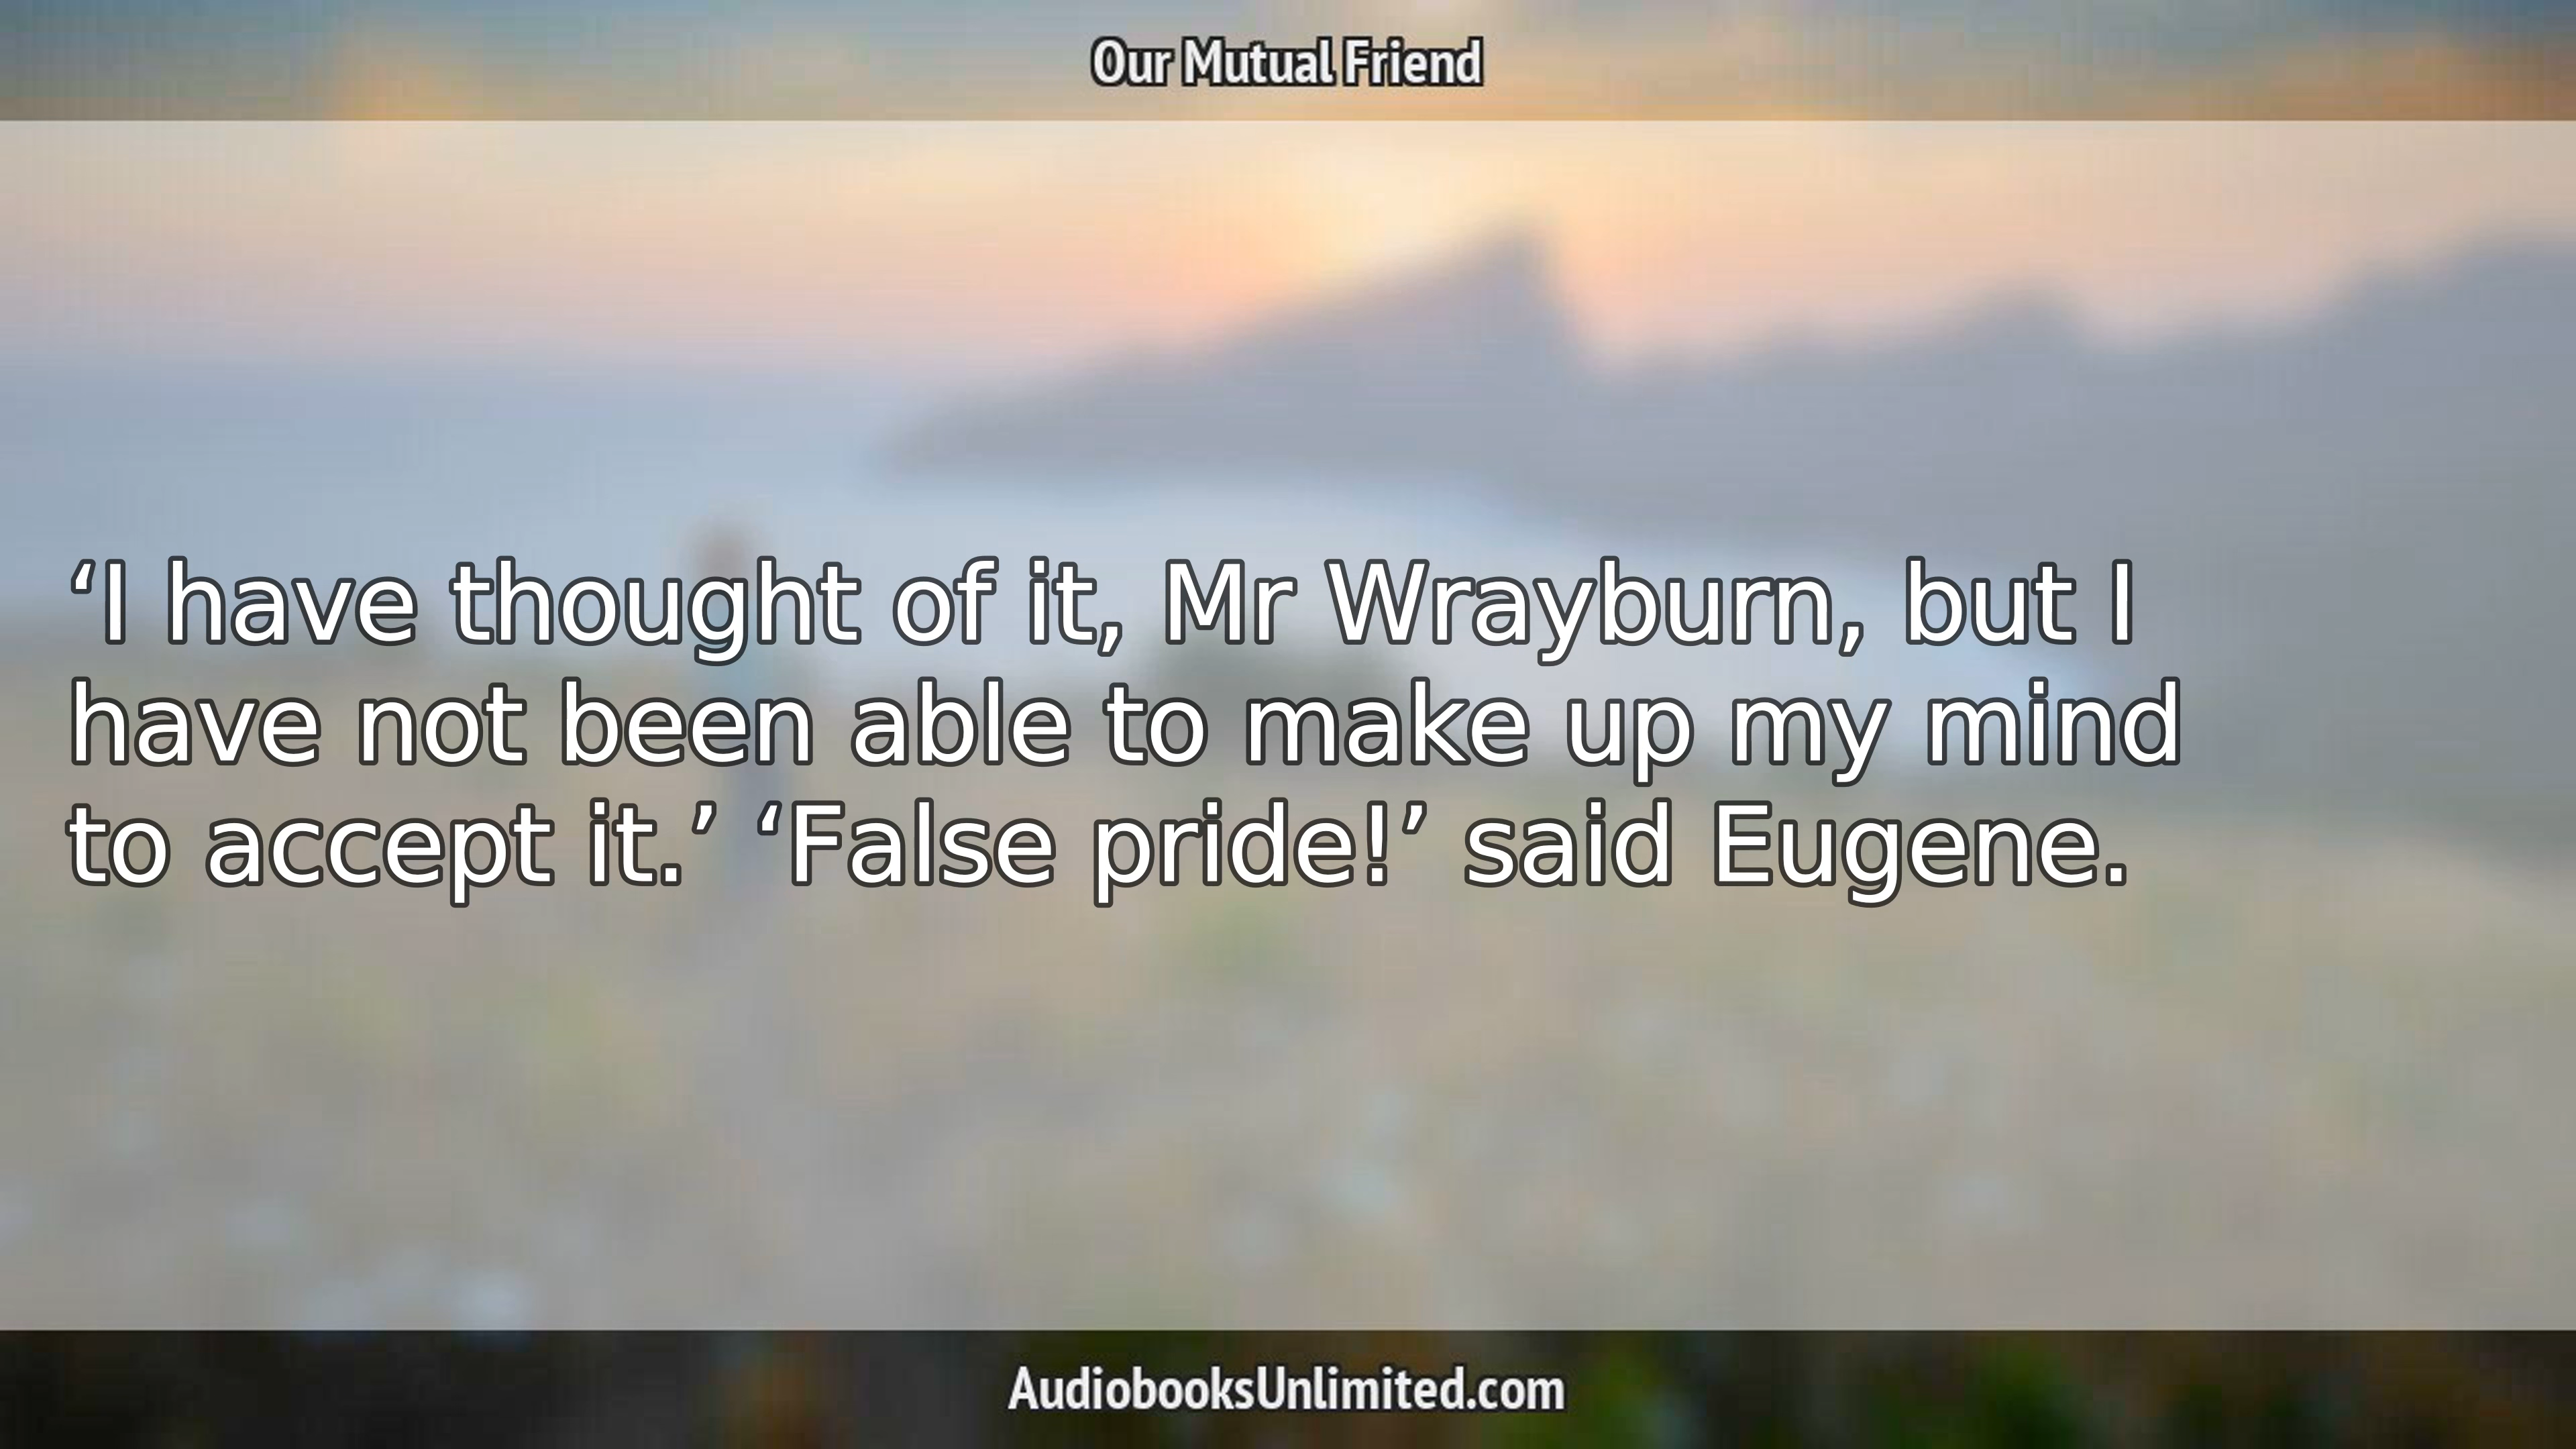 Our Mutual Friend
‘I have thought of it, Mr Wrayburn, but I
have not been able to make up my mind
to accept it.’ ‘False pride!’ said Eugene.
AudiobooksUnlimited.com